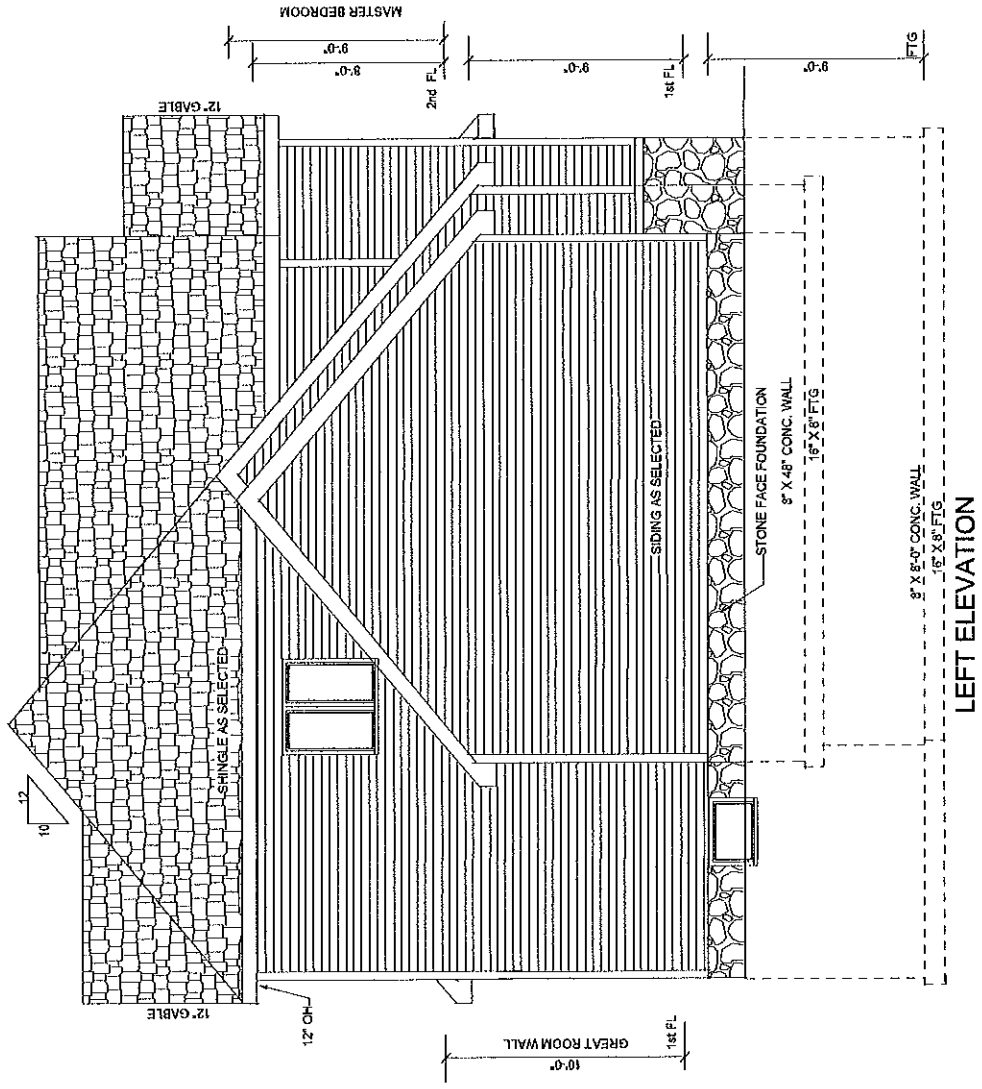 MASTER BEDROOM
9'-0"
8'-0"
2nd FL
9'-0"
1st FL
9'-0"
FTG
12" GABLE
12
10
SHINGLE AS SELECTED
12" GABLE
12" OH
GREAT ROOM WALL
10'-0"
1st FL
SIDING AS SELECTED
STONE FACE FOUNDATION
8" X 48" CONC. WALL
16" X 8" FTG
8" X 9'-0" CONC. WALL
16" X 8" FTG
LEFT ELEVATION